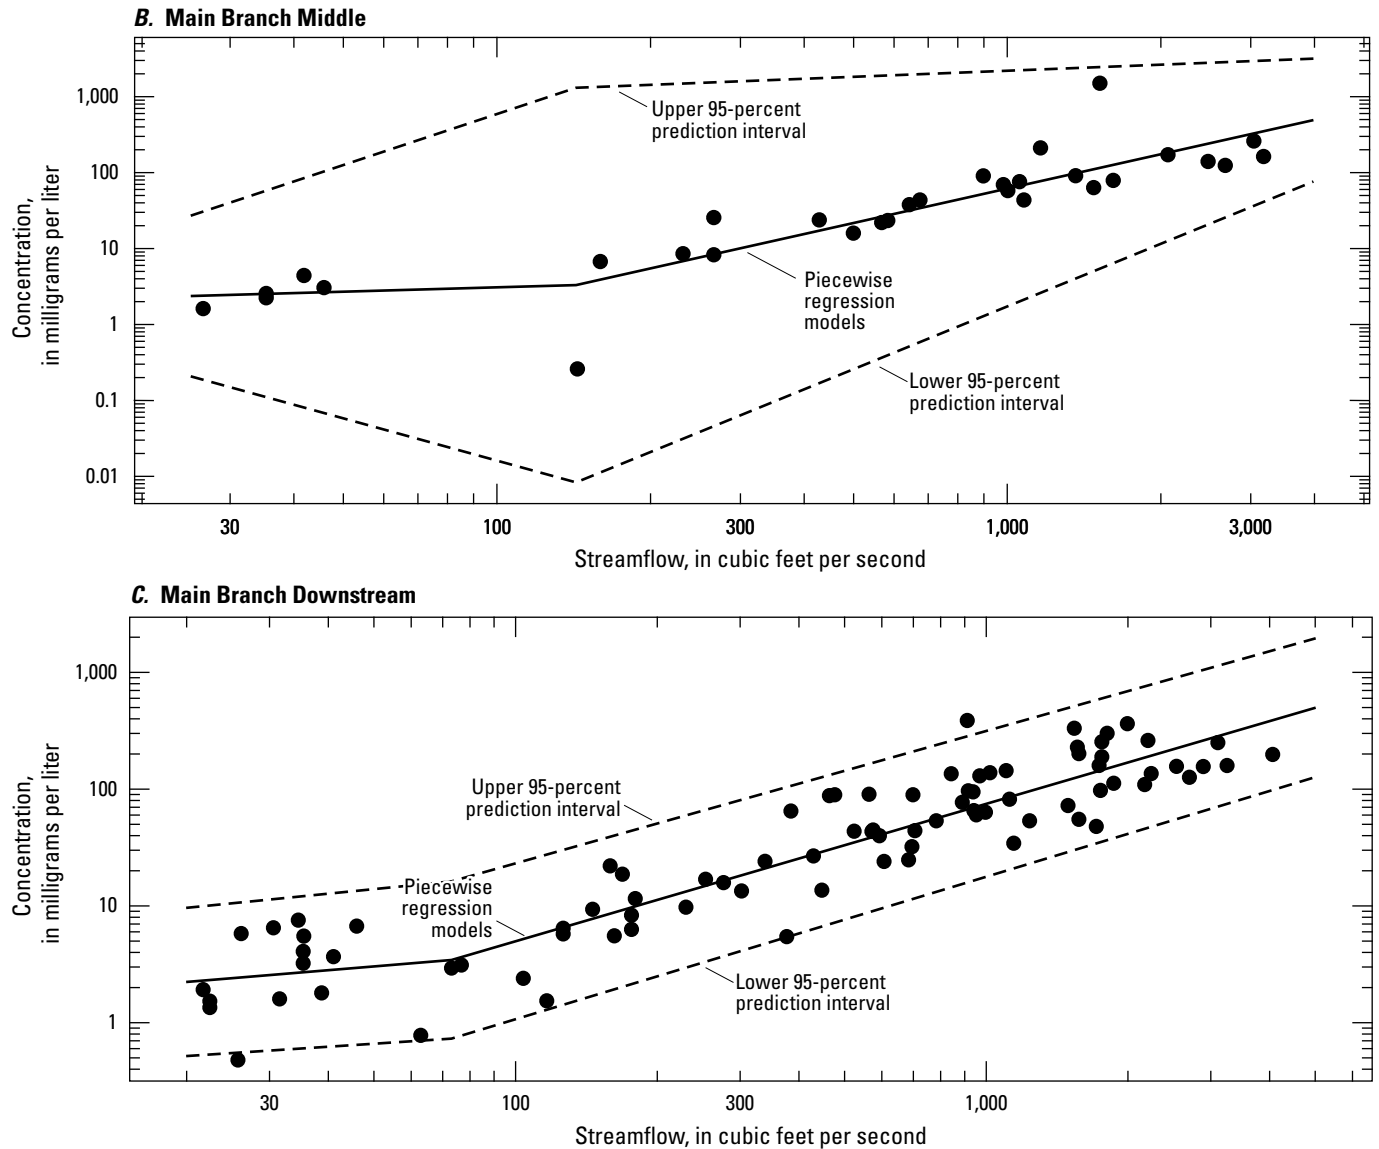 B. Main Branch Middle
Concentration,
in milligrams per liter
1,000
100
10
1
0.1
0.01
Upper 95-percent
prediction interval
Piecewise
regression
models
Lower 95-percent
prediction interval
30
100
300
1,000
3,000
Streamflow, in cubic feet per second
C. Main Branch Downstream
Concentration,
in milligrams per liter
1,000
100
10
1
Upper 95-percent
prediction interval
Piecewise
regression
models
Lower 95-percent
prediction interval
30
100
300
1,000
Streamflow, in cubic feet per second